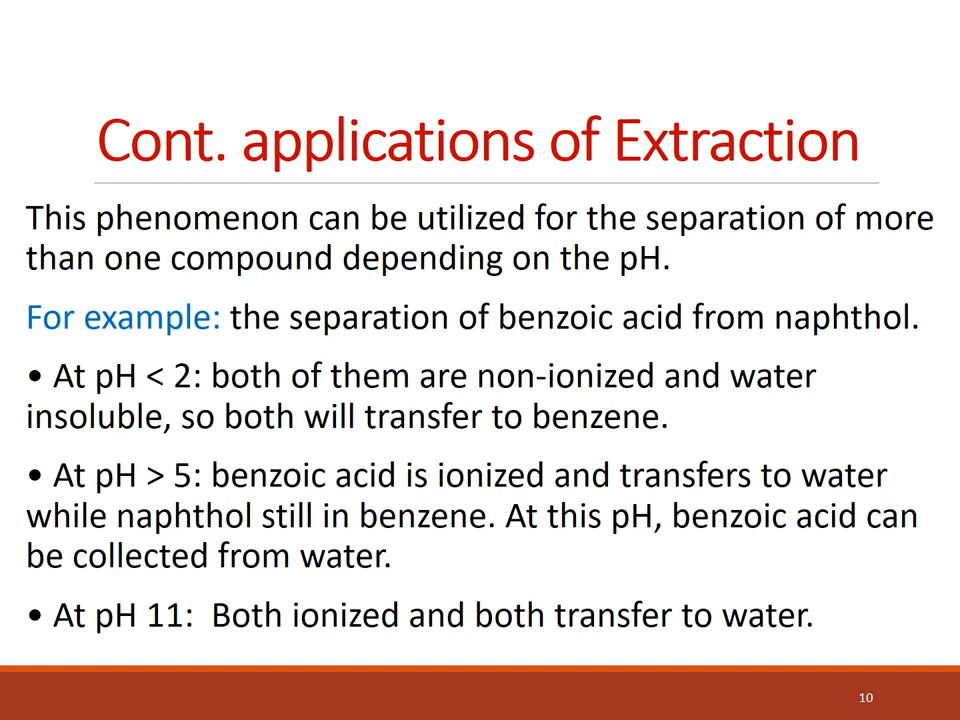 Cont. applications of Extraction
This phenomenon can be utilized for the separation of more
than one compound depending on the pH.
For example: the separation of benzoic acid from naphthol.
• At pH < 2: both of them are non-ionized and water
insoluble, so both will transfer to benzene.
• At pH > 5: benzoic acid is ionized and transfers to water
while naphthol still in benzene. At this pH, benzoic acid can
be collected from water.
• At pH 11:  Both ionized and both transfer to water.
10